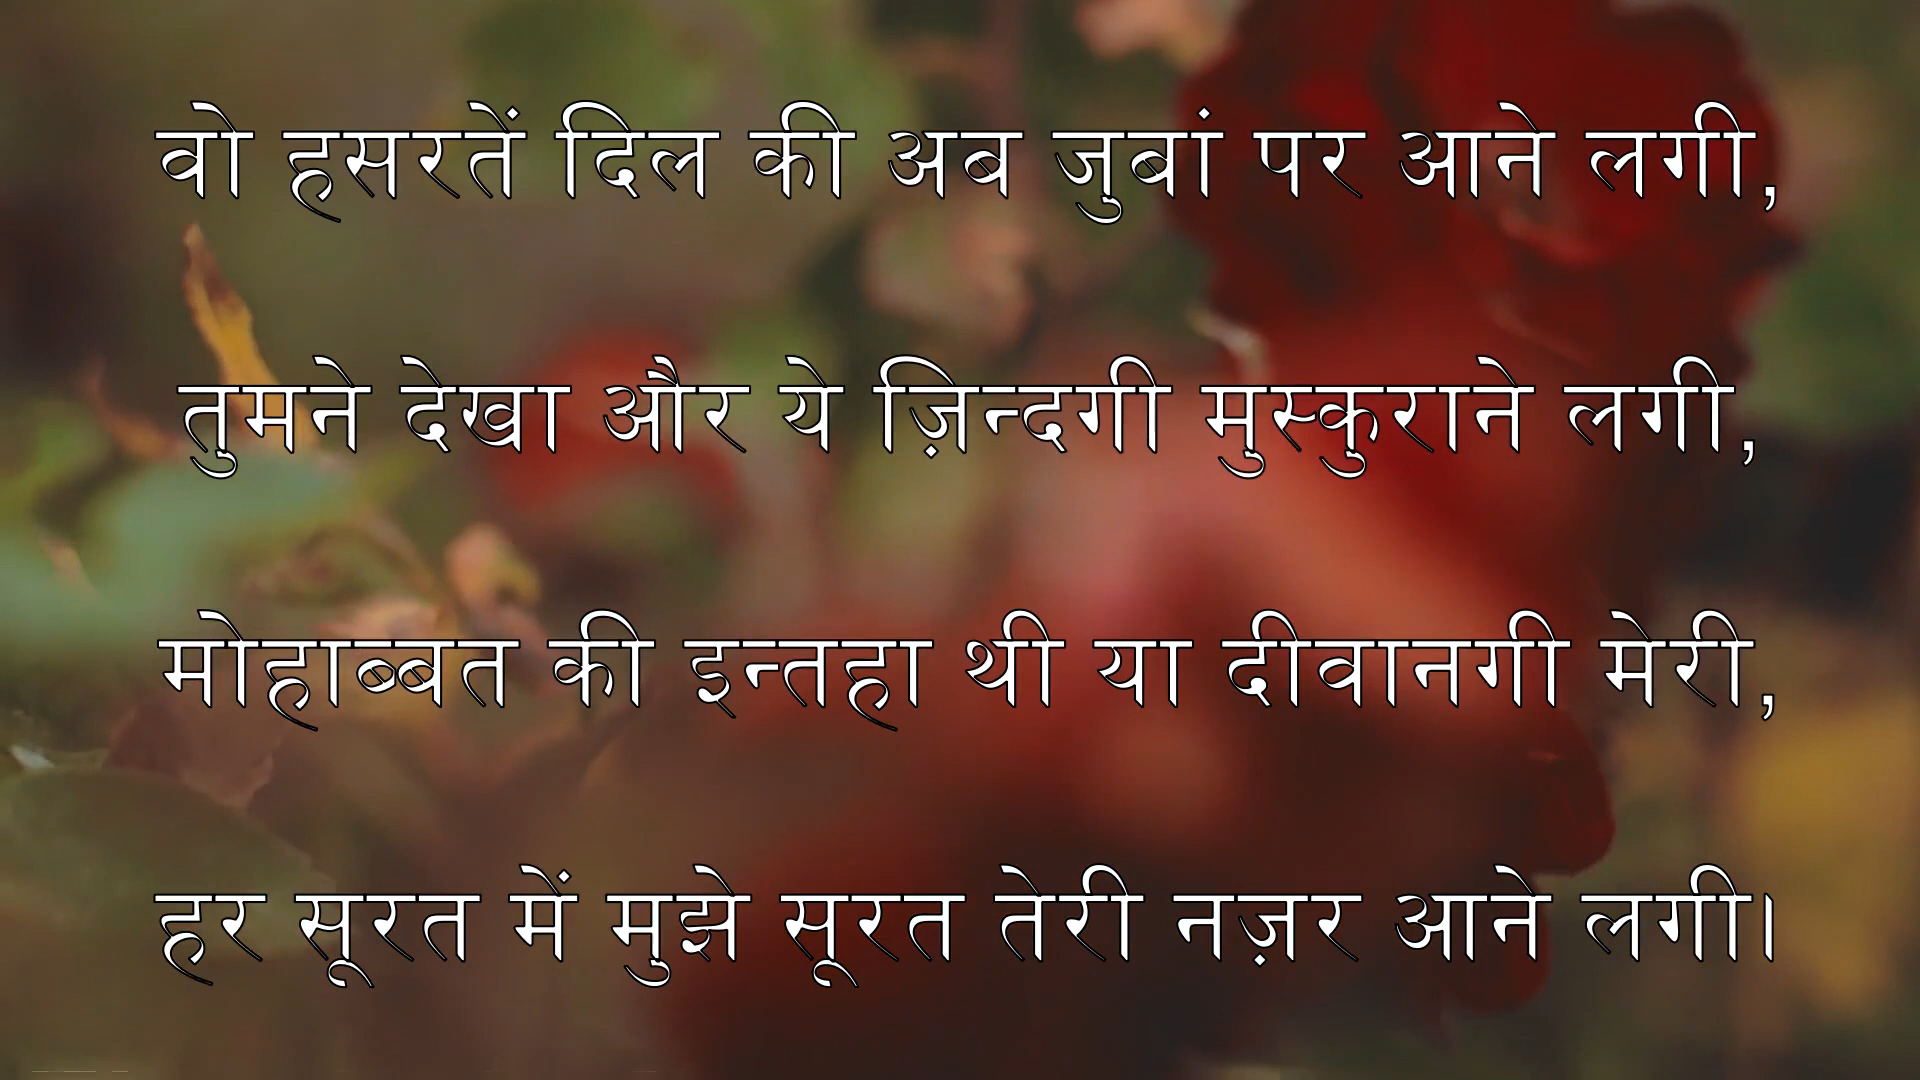 वो हसरतें दिल की अब जुबां पर आने लगी,
तुमने देखा और ये ज़िन्दगी मुस्कुराने लगी,
मोहाब्बत की इन्तहा थी या दीवानगी मेरी,
हर सूरत में मुझे सूरत तेरी नज़र आने लगी।